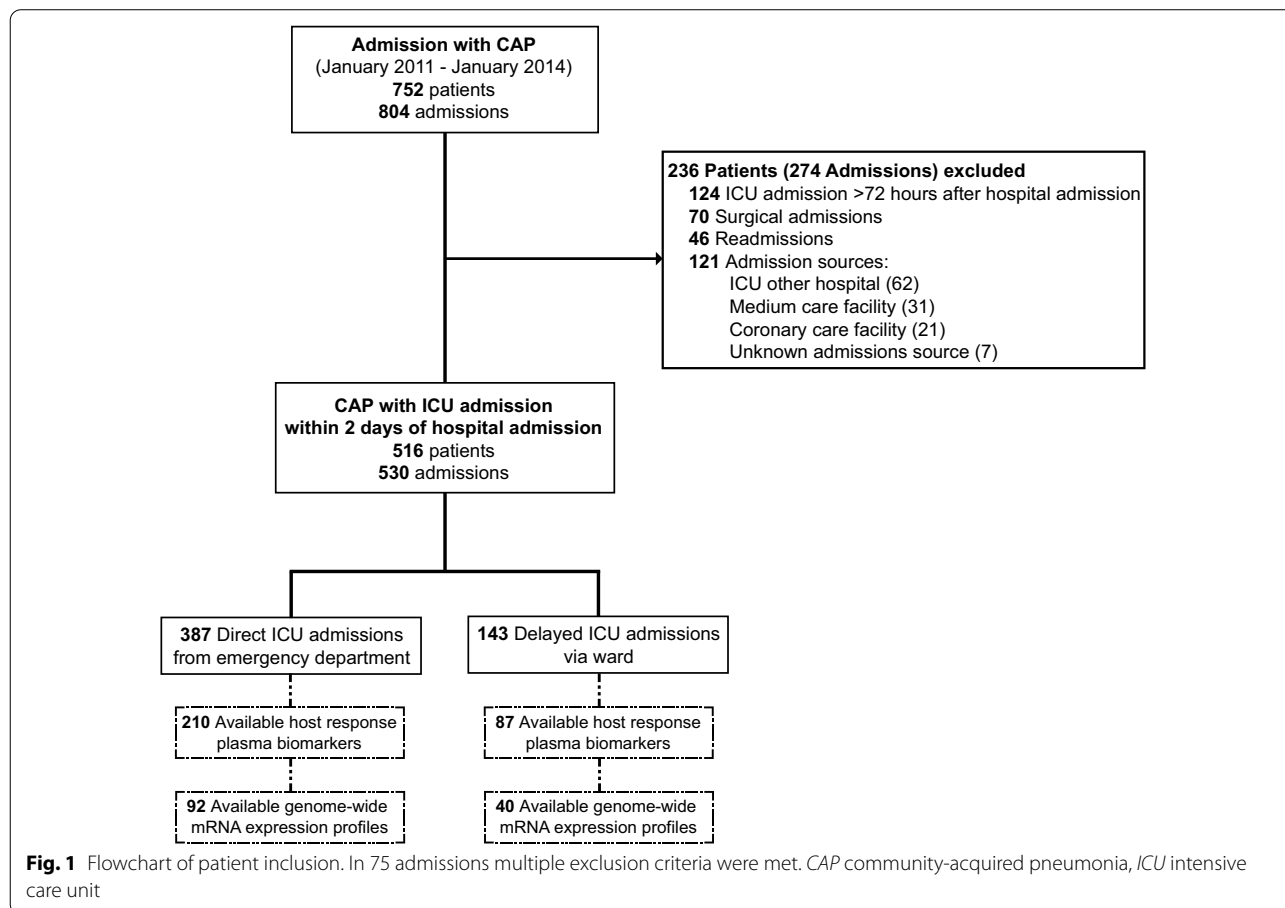 Admission with CAP
(January 2011 - January 2014)
752 patients
804 admissions
236 Patients (274 Admissions) excluded
124 ICU admission >72 hours after hospital admission
70 Surgical admissions
46 Readmissions
121 Admission sources:
ICU other hospital (62)
Medium care facility (31)
Coronary care facility (21)
Unknown admissions source (7)
CAP with ICU admission
within 2 days of hospital admission
516 patients
530 admissions
387 Direct ICU admissions
from emergency department
143 Delayed ICU admissions
via ward
210 Available host response
plasma biomarkers
87 Available host response
plasma biomarkers
92 Available genome-wide
mRNA expression profiles
40 Available genome-wide
mRNA expression profiles
Fig. 1 Flowchart of patient inclusion. In 75 admissions multiple exclusion criteria were met. CAP community-acquired pneumonia, ICU intensive
care unit